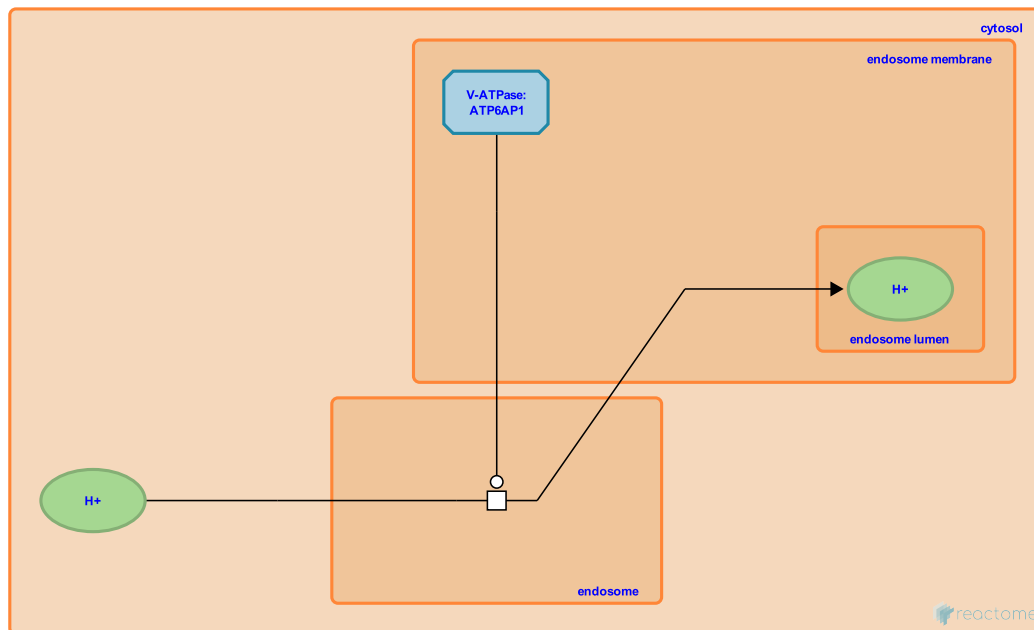 cytosol
endosome membrane
V-ATPase:
ATP6AP1
H+
endosome lumen
H+
endosome
reactome